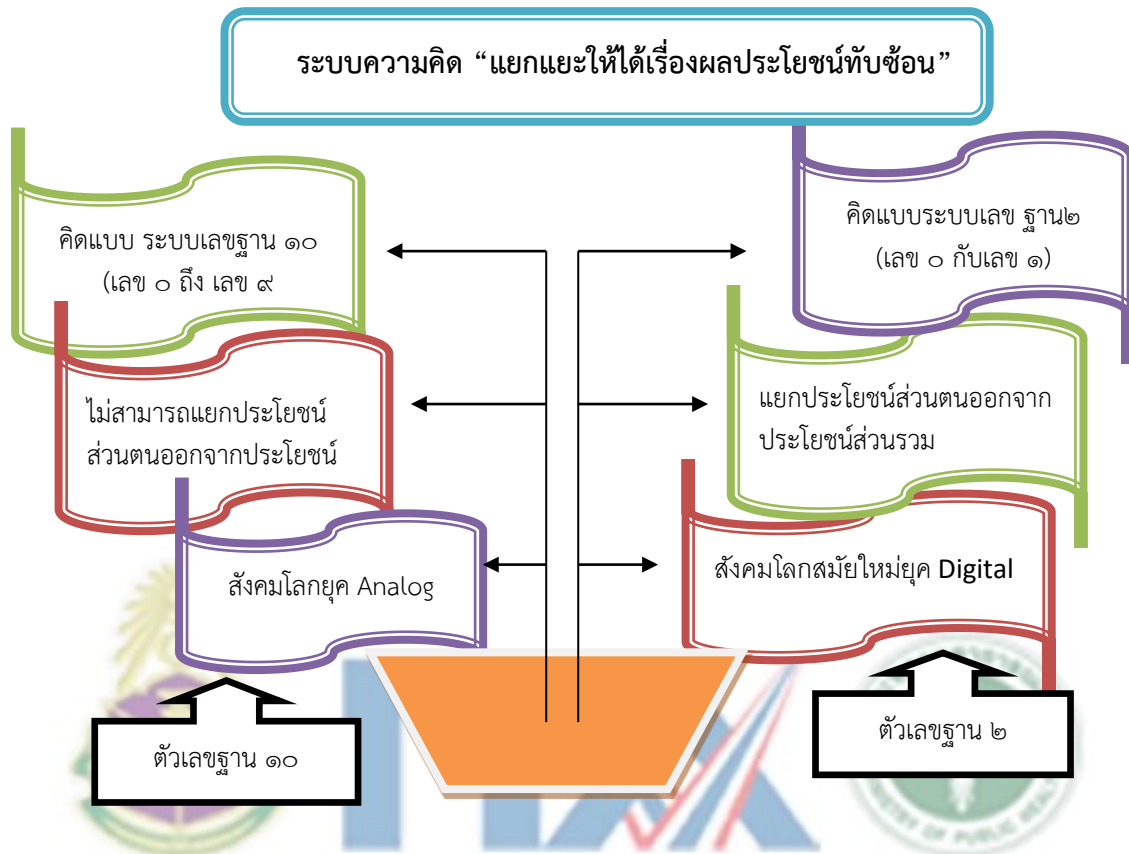 ระบบความคิด “แยกแยะให้ได้เรื่องผลประโยชน์ทับซ้อน”
คิดแบบ ระบบเลขฐาน ๑๐
(เลข ๐ ถึง เลข ๙
ไม่สามารถแยกประโยชน์
ส่วนตนออกจากประโยชน์
สังคมโลกยุค Analog
ตัวเลขฐาน ๑๐
คิดแบบระบบเลข ฐาน๒
(เลข ๐ กับเลข ๑)
แยกประโยชน์ส่วนตนออกจาก
ประโยชน์ส่วนรวม
สังคมโลกสมัยใหม่ยุค Digital
ตัวเลขฐาน ๒